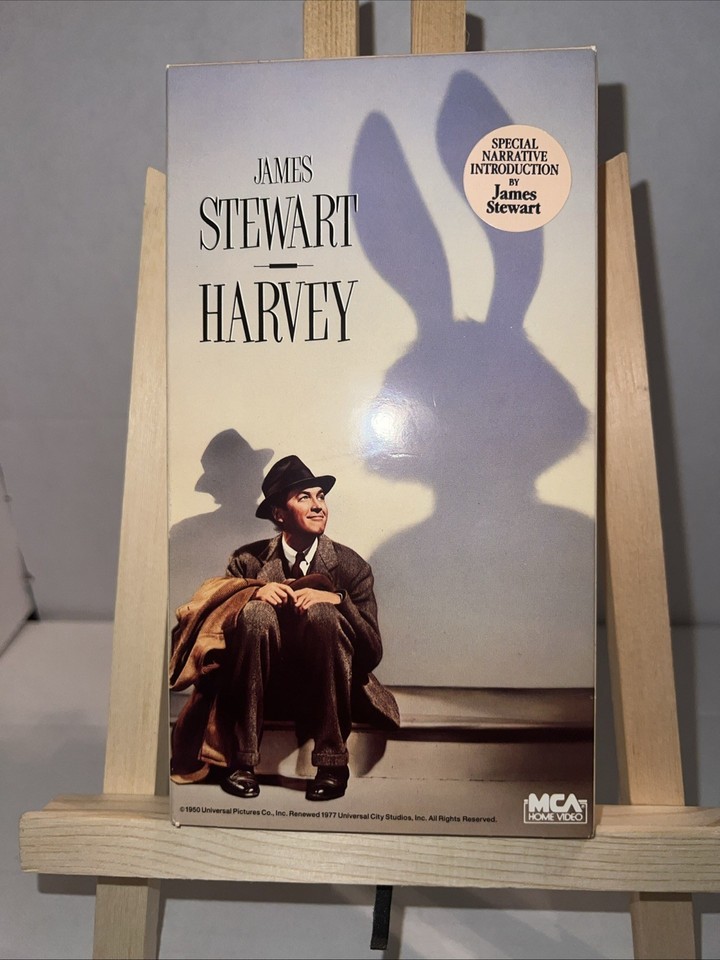 JAMES
STEWART
HARVEY
SPECIAL
NARRATIVE
INTRODUCTION
BY
James
Stewart
©1950 Universal Pictures Co., Inc. Renewed 1977 Universal City Studios, Inc. All Rights Reserved.
MCA
HOME VIDEO